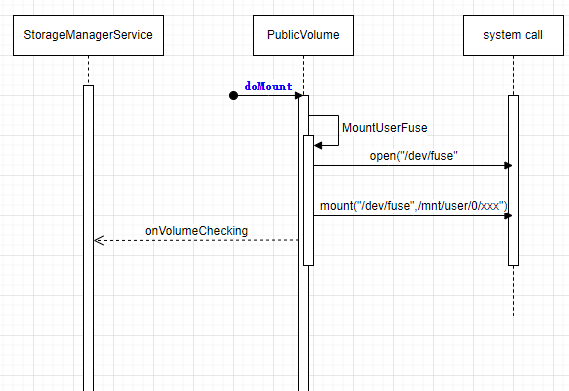 StorageManagerService
PublicVolume
system call
doMount
MountUserFuse
open("/dev/fuse"
mount("/dev/fuse",/mnt/user/0/xxx")
onVolumeChecking